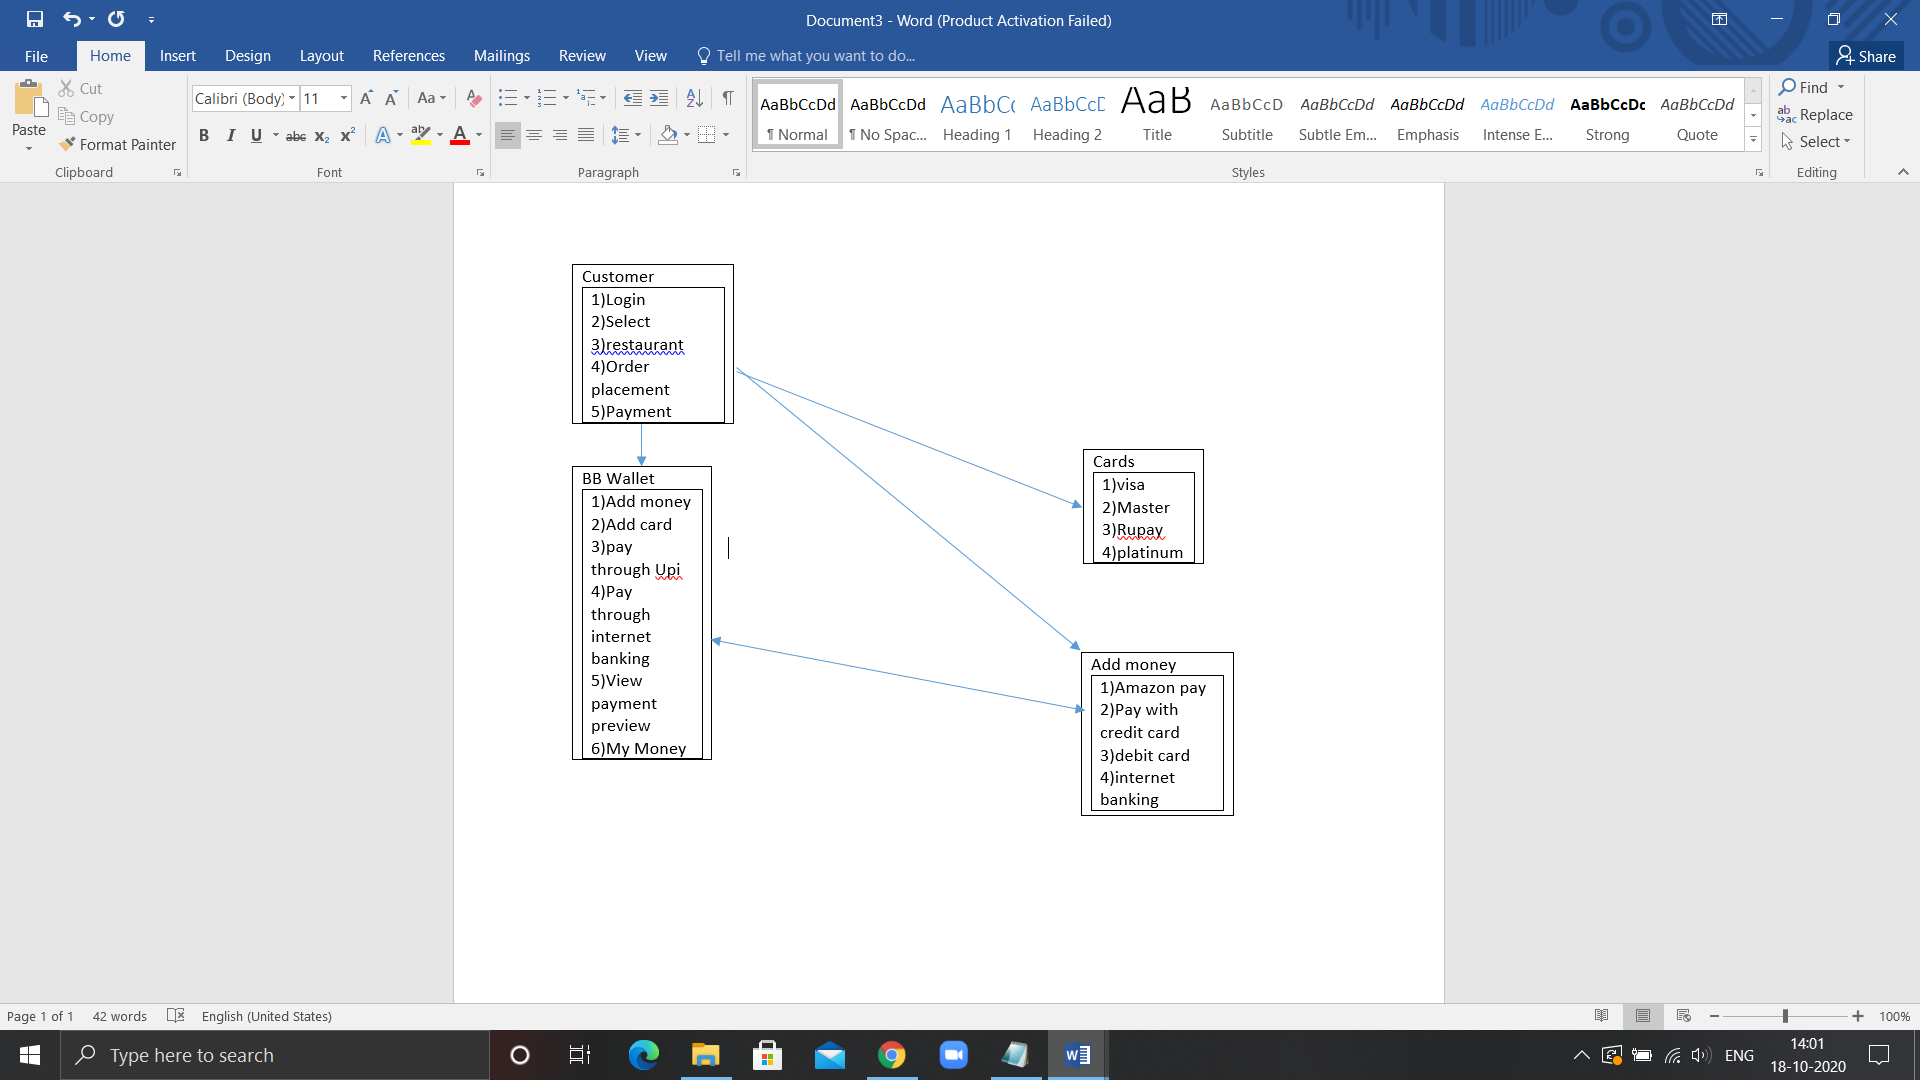 Document3 - Word (Product Activation Failed)
File Home Insert Design Layout References Mailings Review View Tell me what you want to do... Share
Paste
Cut
Copy
Format Painter
Clipboard
Calibri (Body) 11
Font
Paragraph
AaBbCcDd AaBbCcDd AaBbC( AaBbCcC AaB AaBbCcD AaBbCcDd AaBbCcDd AaBbCcDd AaBbCcDc AaBbCcDd
¶ Normal ¶ No Spac... Heading 1 Heading 2 Title Subtitle Subtle Em... Emphasis Intense E... Strong Quote
Styles
Find
Replace
Select
Editing
Customer
1)Login
2)Select
3)restaurant
4)Order
placement
5)Payment
BB Wallet
1)Add money
2)Add card
3)pay
through Upi
4)Pay
through
internet
banking
5)View
payment
preview
6)My Money
Cards
1)visa
2)Master
3)Rupay
4)platinum
Add money
1)Amazon pay
2)Pay with
credit card
3)debit card
4)internet
banking
Page 1 of 1 42 words English (United States) 100%
Type here to search
ENG
14:01
18-10-2020